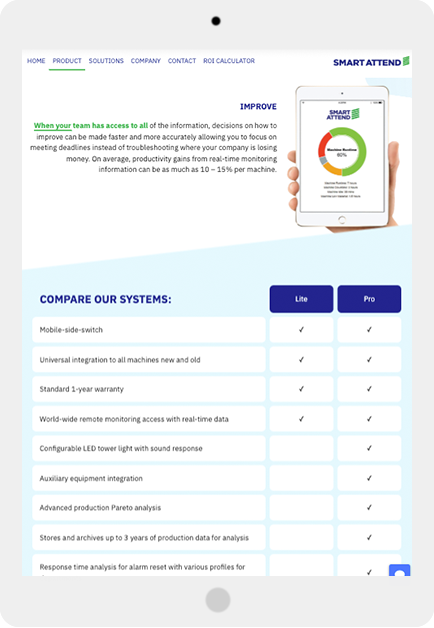 HOME PRODUCT SOLUTIONS COMPANY CONTACT ROI CALCULATOR
SMART ATTEND
IMPROVE
When your team has access to all of the information, decisions on how to
improve can be made faster and more accurately allowing you to focus on
meeting deadlines instead of troubleshooting where your company is losing
money. On average, productivity gains from real-time monitoring
information can be as much as 10 – 15% per machine.
SMART
ATTEND
Machine Realtime
60%
COMPARE OUR SYSTEMS:
Lite
Pro
Mobile-side-switch ✓ ✓
Universal integration to all machines new and old ✓ ✓
Standard 1-year warranty ✓ ✓
World-wide remote monitoring access with real-time data ✓ ✓
Configurable LED tower light with sound response ✓
Auxiliary equipment integration ✓
Advanced production Pareto analysis ✓
Stores and archives up to 3 years of production data for analysis ✓
Response time analysis for alarm reset with various profiles for ✓